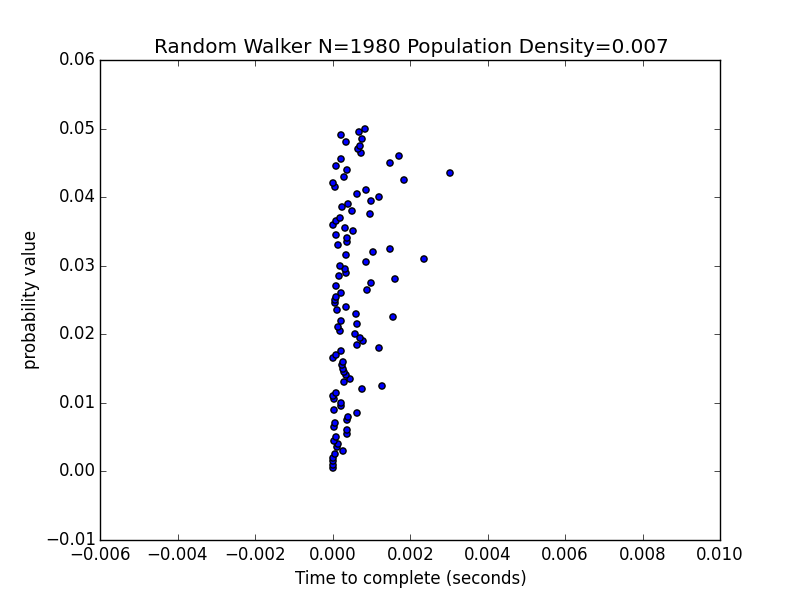 Random Walker N=1980 Population Density=0.007
0.06
0.05
0.04
0.03
0.02
0.01
0.00
−0.01
probability value
−0.006 −0.004 −0.002 0.000 0.002 0.004 0.006 0.008 0.010
Time to complete (seconds)